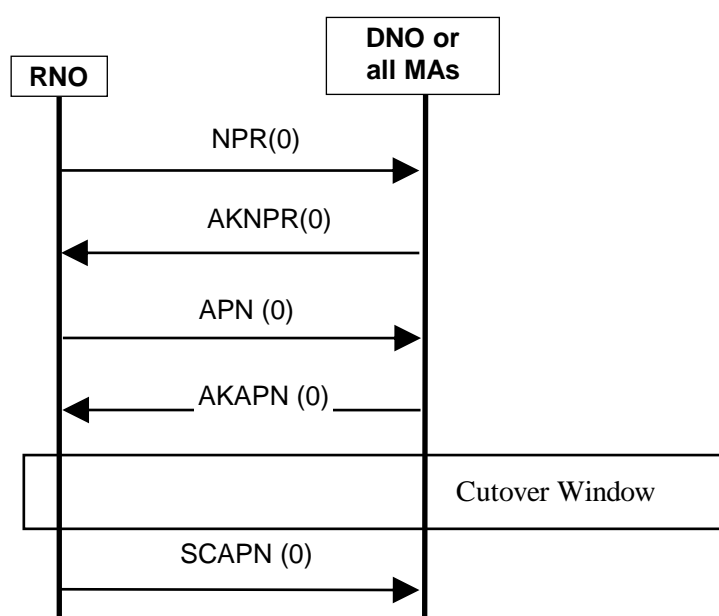 DNO or
all MAs
RNO
NPR(0)
AKNPR(0)
APN (0)
AKAPN (0)
Cutover Window
SCAPN (0)